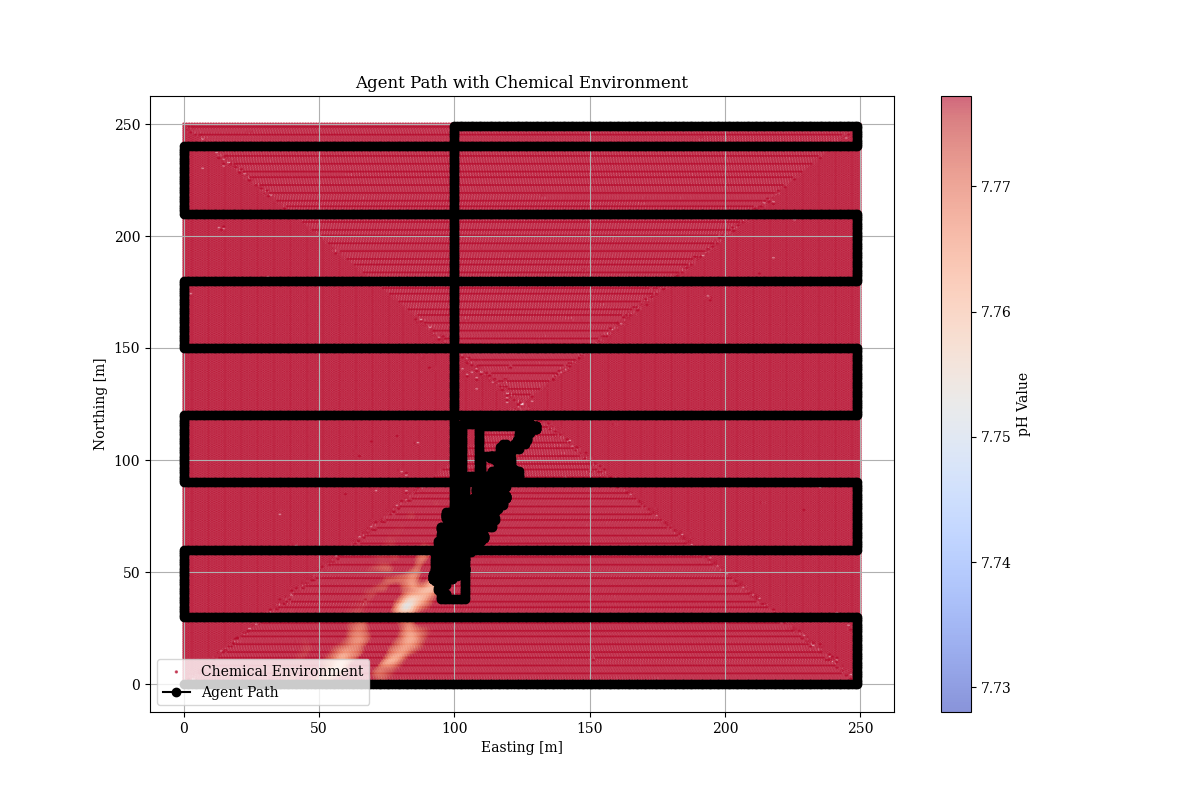 Agent Path with Chemical Environment
250
200
150
100
50
0
Northing [m]
Chemical Environment
Agent Path
0
50
100
150
200
250
Easting [m]
7.77
7.76
7.75
7.74
7.73
pH Value